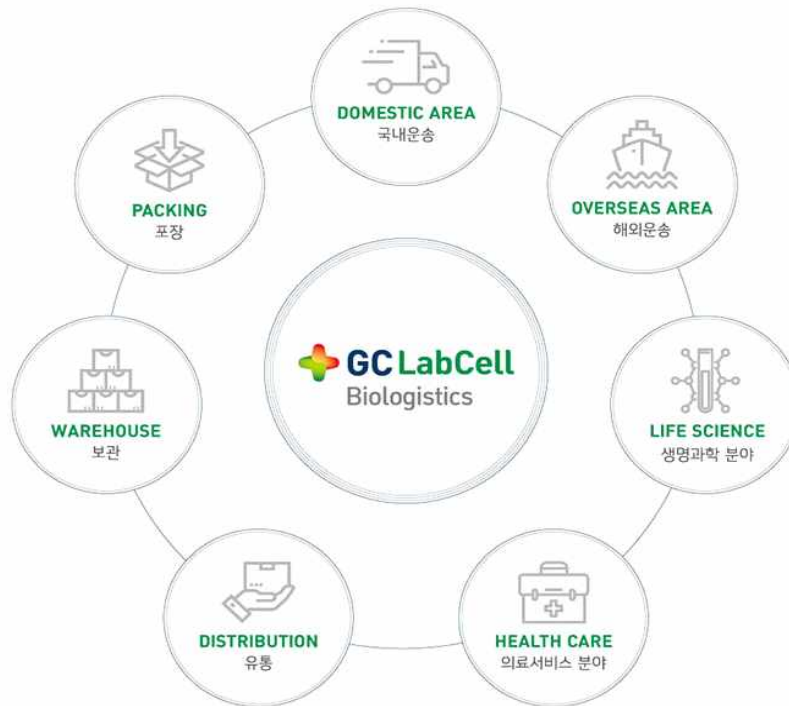 DOMESTIC AREA
국내운송
OVERSEAS AREA
해외운송
LIFE SCIENCE
생명과학 분야
HEALTH CARE
의료서비스 분야
DISTRIBUTION
유통
WAREHOUSE
보관
PACKING
포장
GC LabCell
Biologistics